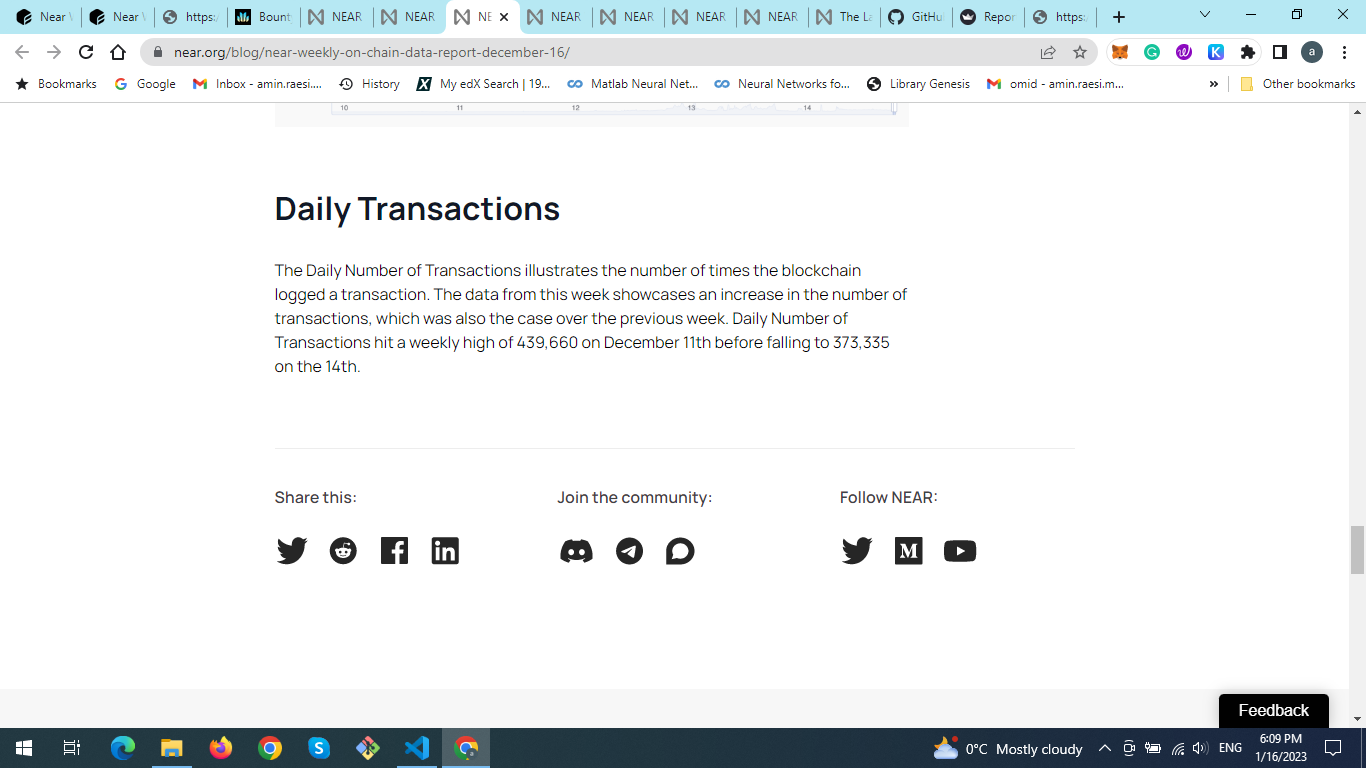 Near V
Near V
https:/
Bount
NEAR
NEAR
NE
NEAR
NEAR
NEAR
NEAR
The La
GitHu
Repor
https:/
near.org/blog/near-weekly-on-chain-data-report-december-16/
a
Bookmarks
Google
Inbox - amin.raesi....
History
My edX Search | 19...
Matlab Neural Net...
Neural Networks fo...
Library Genesis
omid - amin.raesi.m...
»
Other bookmarks
10 11 12 13 14
Daily Transactions
The Daily Number of Transactions illustrates the number of times the blockchain
logged a transaction. The data from this week showcases an increase in the number of
transactions, which was also the case over the previous week. Daily Number of
Transactions hit a weekly high of 439,660 on December 11th before falling to 373,335
on the 14th.
Share this:
Join the community:
Follow NEAR:
Feedback
0°C Mostly cloudy
ENG
6:09 PM
1/16/2023